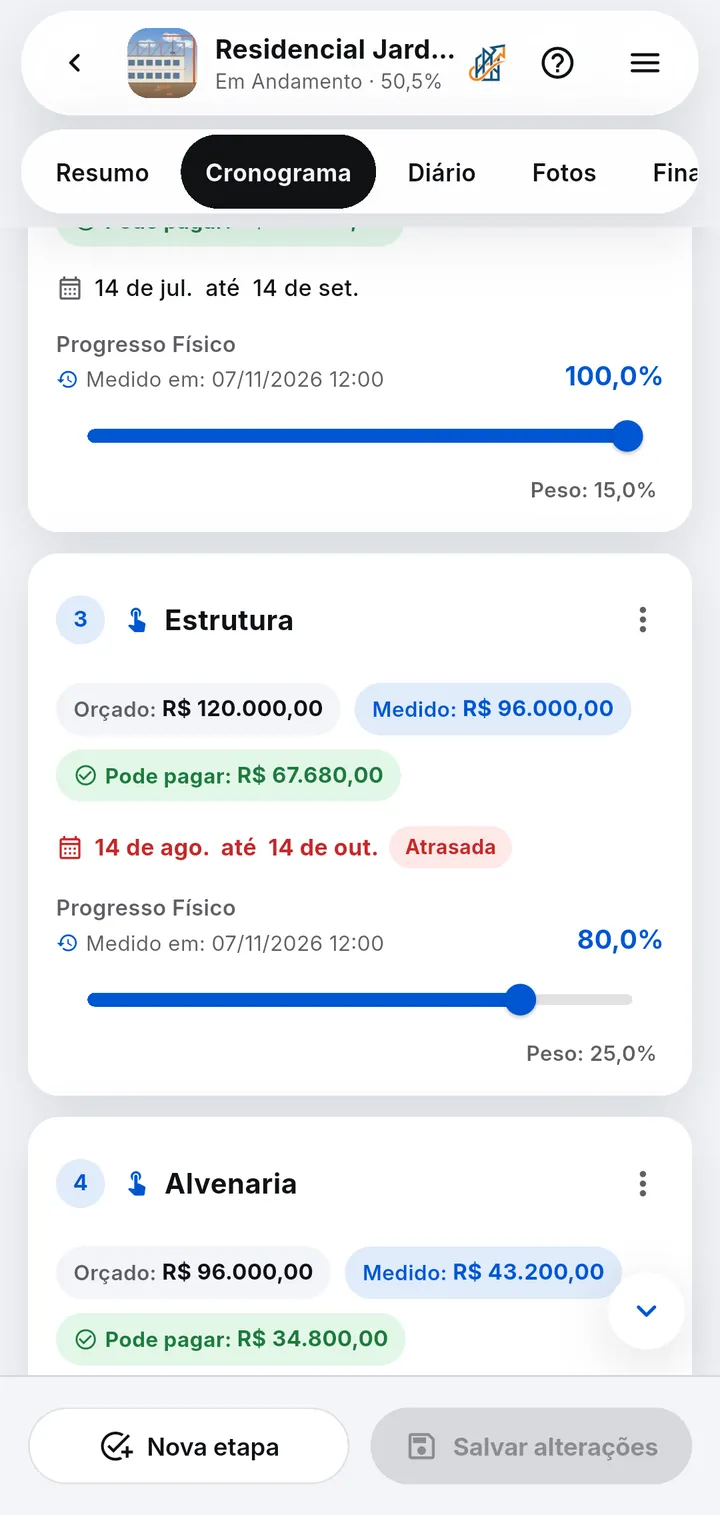 Residencial Jard...
Em Andamento · 50,5%
Resumo
Cronograma
Diário
Fotos
Fina
14 de jul. até 14 de set.
Progresso Físico
Medido em: 07/11/2026 12:00
100,0%
Peso: 15,0%
3
Estrutura
Orçado: R$ 120.000,00
Medido: R$ 96.000,00
Pode pagar: R$ 67.680,00
14 de ago. até 14 de out.
Atrasada
Progresso Físico
Medido em: 07/11/2026 12:00
80,0%
Peso: 25,0%
4
Alvenaria
Orçado: R$ 96.000,00
Medido: R$ 43.200,00
Pode pagar: R$ 34.800,00
Nova etapa
Salvar alterações